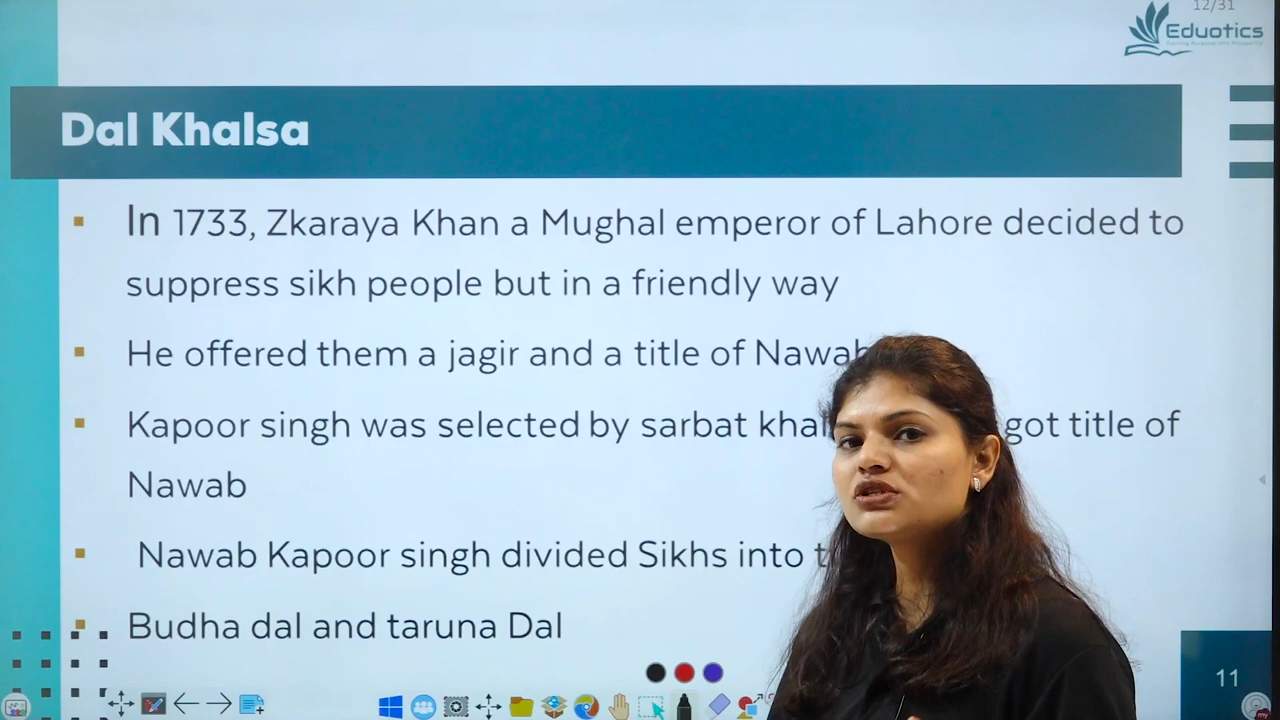 12/31
Eduotics
Dal Khalsa
In 1733, Zkaraya Khan a Mughal emperor of Lahore decided to
suppress sikh people but in a friendly way
He offered them a jagir and a title of Nawab
Kapoor singh was selected by sarbat got title of
Nawab
Nawab Kapoor singh divided Sikhs into
Budha dal and taruna Dal
11